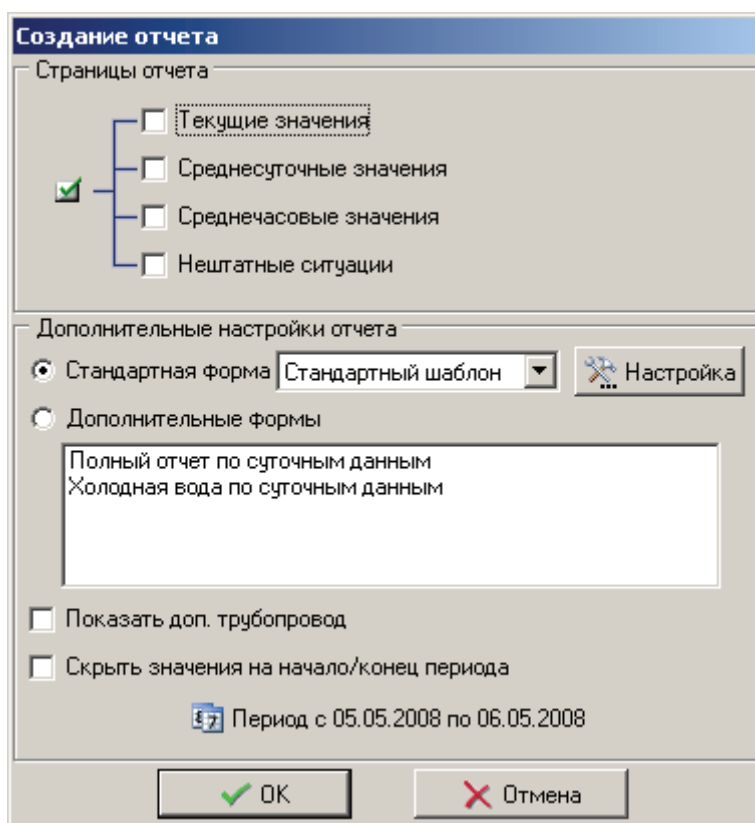 Создание отчета
Страницы отчета
Текущие значения
Среднесуточные значения
Среднечасовые значения
Нештатные ситуации
Дополнительные настройки отчета
Стандартная форма Стандартный шаблон Настройка
Дополнительные формы
Полный отчет по суточным данным
Холодная вода по суточным данным
Показать доп. трубопровод
Скрыть значения на начало/конец периода
Период с 05.05.2008 по 06.05.2008
OK Отмена